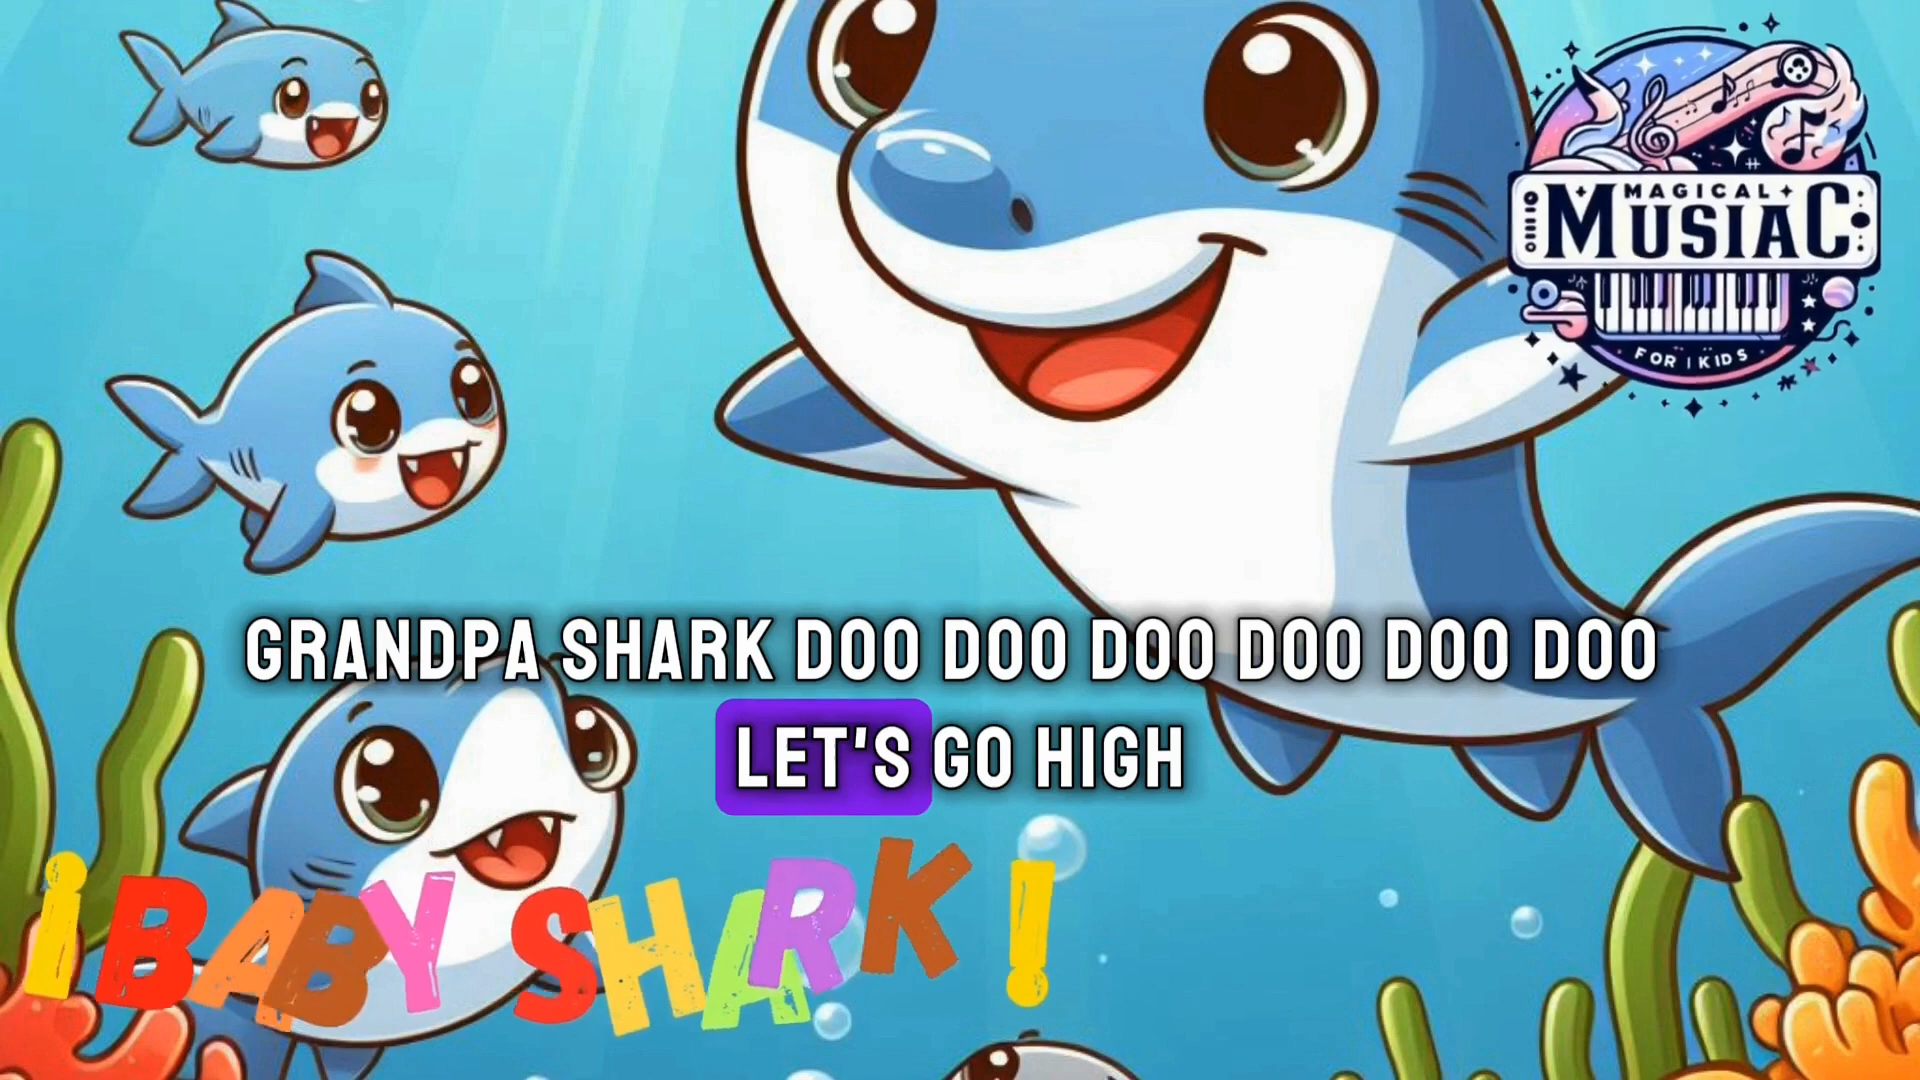 MAGICAL
MUSIAC
FOR KIDS
GRANDPA SHARK DOO DOO DOO DOO DOO DOO
LET'S GO HIGH
¡BABY SHARK!